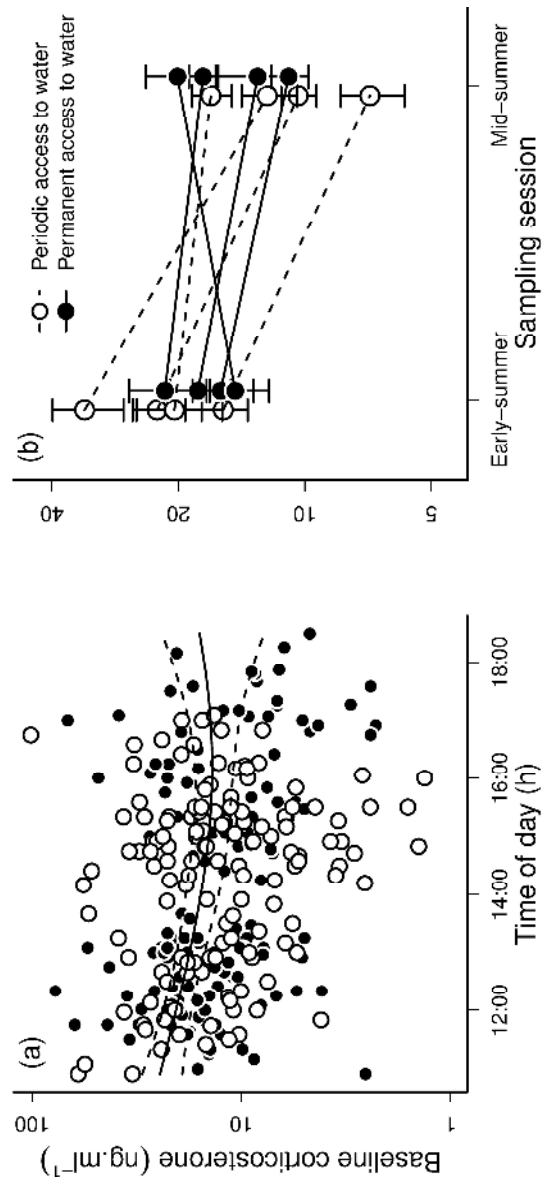 (a)
Baseline corticosterone (ng.ml⁻¹)
100
10
1
12:00
14:00
16:00
18:00
Time of day (h)
(b)
Periodic access to water
Permanent access to water
40
20
10
5
Early−summer
Mid−summer
Sampling session